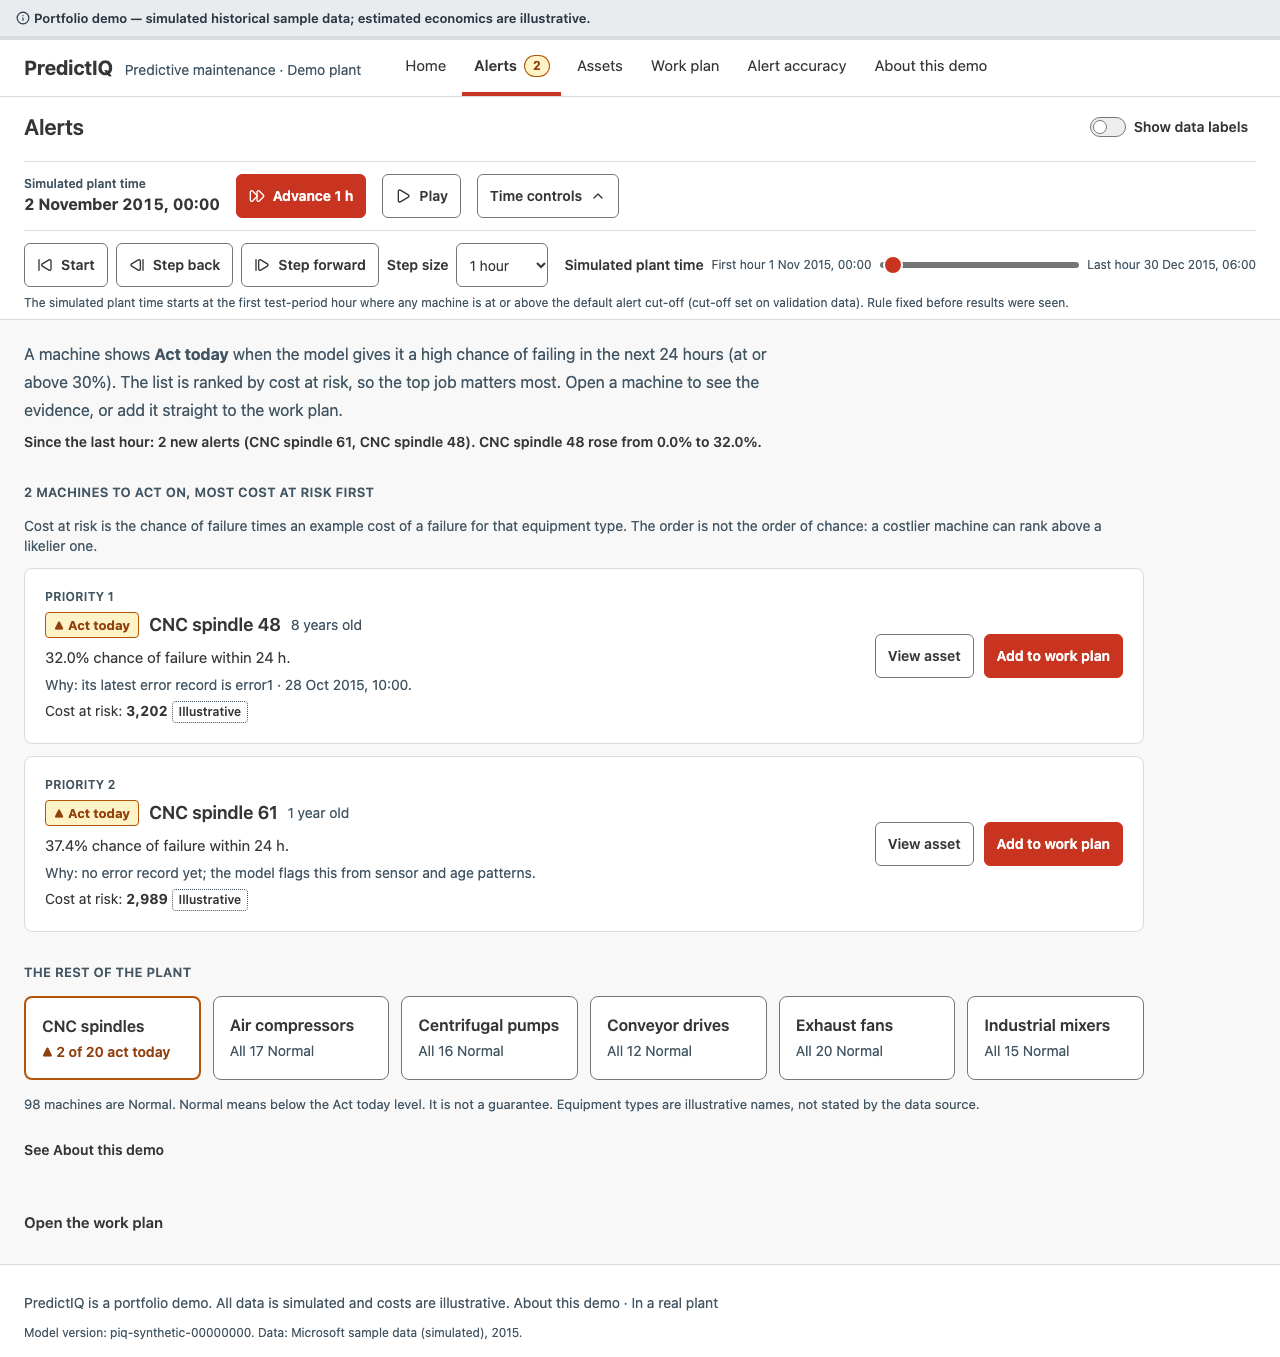 Portfolio demo — simulated historical sample data; estimated economics are illustrative.
PredictIQ Predictive maintenance · Demo plant Home Alerts 2 Assets Work plan Alert accuracy About this demo
Alerts
Show data labels
Simulated plant time
2 November 2015, 00:00
Advance 1 h
Play
Time controls
Start
Step back
Step forward
Step size
1 hour
Simulated plant time
First hour 1 Nov 2015, 00:00
Last hour 30 Dec 2015, 06:00
The simulated plant time starts at the first test-period hour where any machine is at or above the default alert cut-off (cut-off set on validation data). Rule fixed before results were seen.
A machine shows Act today when the model gives it a high chance of failing in the next 24 hours (at or
above 30%). The list is ranked by cost at risk, so the top job matters most. Open a machine to see the
evidence, or add it straight to the work plan.
Since the last hour: 2 new alerts (CNC spindle 61, CNC spindle 48). CNC spindle 48 rose from 0.0% to 32.0%.
2 MACHINES TO ACT ON, MOST COST AT RISK FIRST
Cost at risk is the chance of failure times an example cost of a failure for that equipment type. The order is not the order of chance: a costlier machine can rank above a
likelier one.
PRIORITY 1
Act today CNC spindle 48 8 years old
32.0% chance of failure within 24 h.
Why: its latest error record is error1 · 28 Oct 2015, 10:00.
Cost at risk: 3,202 Illustrative
View asset
Add to work plan
PRIORITY 2
Act today CNC spindle 61 1 year old
37.4% chance of failure within 24 h.
Why: no error record yet; the model flags this from sensor and age patterns.
Cost at risk: 2,989 Illustrative
View asset
Add to work plan
THE REST OF THE PLANT
CNC spindles
2 of 20 act today
Air compressors
All 17 Normal
Centrifugal pumps
All 16 Normal
Conveyor drives
All 12 Normal
Exhaust fans
All 20 Normal
Industrial mixers
All 15 Normal
98 machines are Normal. Normal means below the Act today level. It is not a guarantee. Equipment types are illustrative names, not stated by the data source.
See About this demo
Open the work plan
PredictIQ is a portfolio demo. All data is simulated and costs are illustrative. About this demo · In a real plant
Model version: piq-synthetic-00000000. Data: Microsoft sample data (simulated), 2015.